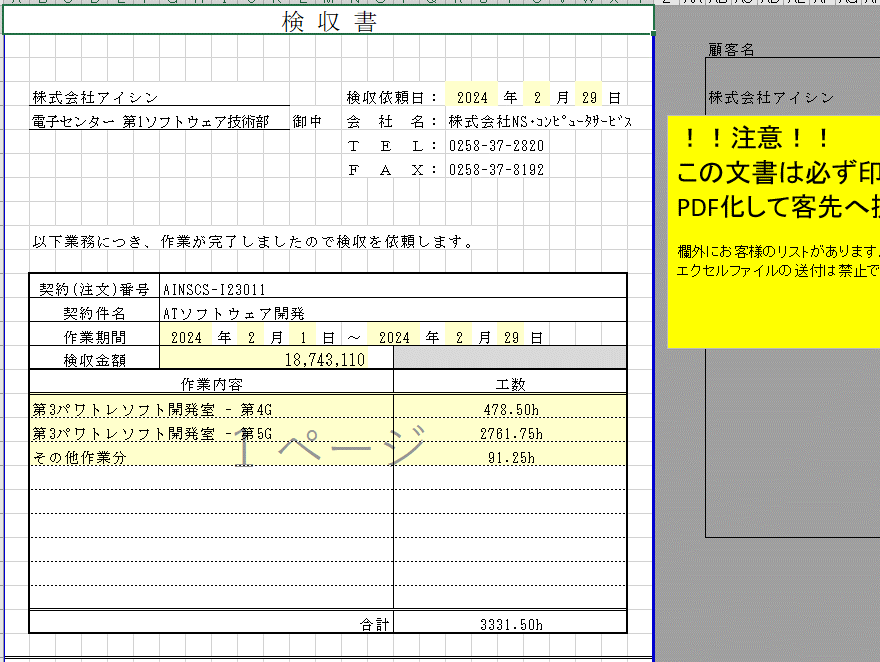 検収書
顧客名
株式会社アイシン 検収依頼日： 2024 年 2 月 29 日
株式会社アイシン
電子センター 第1ソフトウェア技術部 御中 会 社 名： 株式会社NS･ｺﾝﾋﾟｭｰﾀｻｰﾋﾞｽ
T E L： 0258-37-2820
F A X： 0258-37-8192
！！注意！！
この文書は必ず印
PDF化して客先へ
欄外にお客様のリストがあります。
エクセルファイルの送付は禁止で
以下業務につき、作業が完了しましたので検収を依頼します。
契約(注文)番号 AINSCS-I23011
契約件名 ATソフトウェア開発
作業期間 2024 年 2 月 1 日 ～ 2024 年 2 月 29 日
検収金額 18,743,110
作業内容 工数
第3パワトレソフト開発室 - 第4G 478.50h
第3パワトレソフト開発室 - 第5G 2761.75h
その他作業分 91.25h
1 ページ
合計 3331.50h